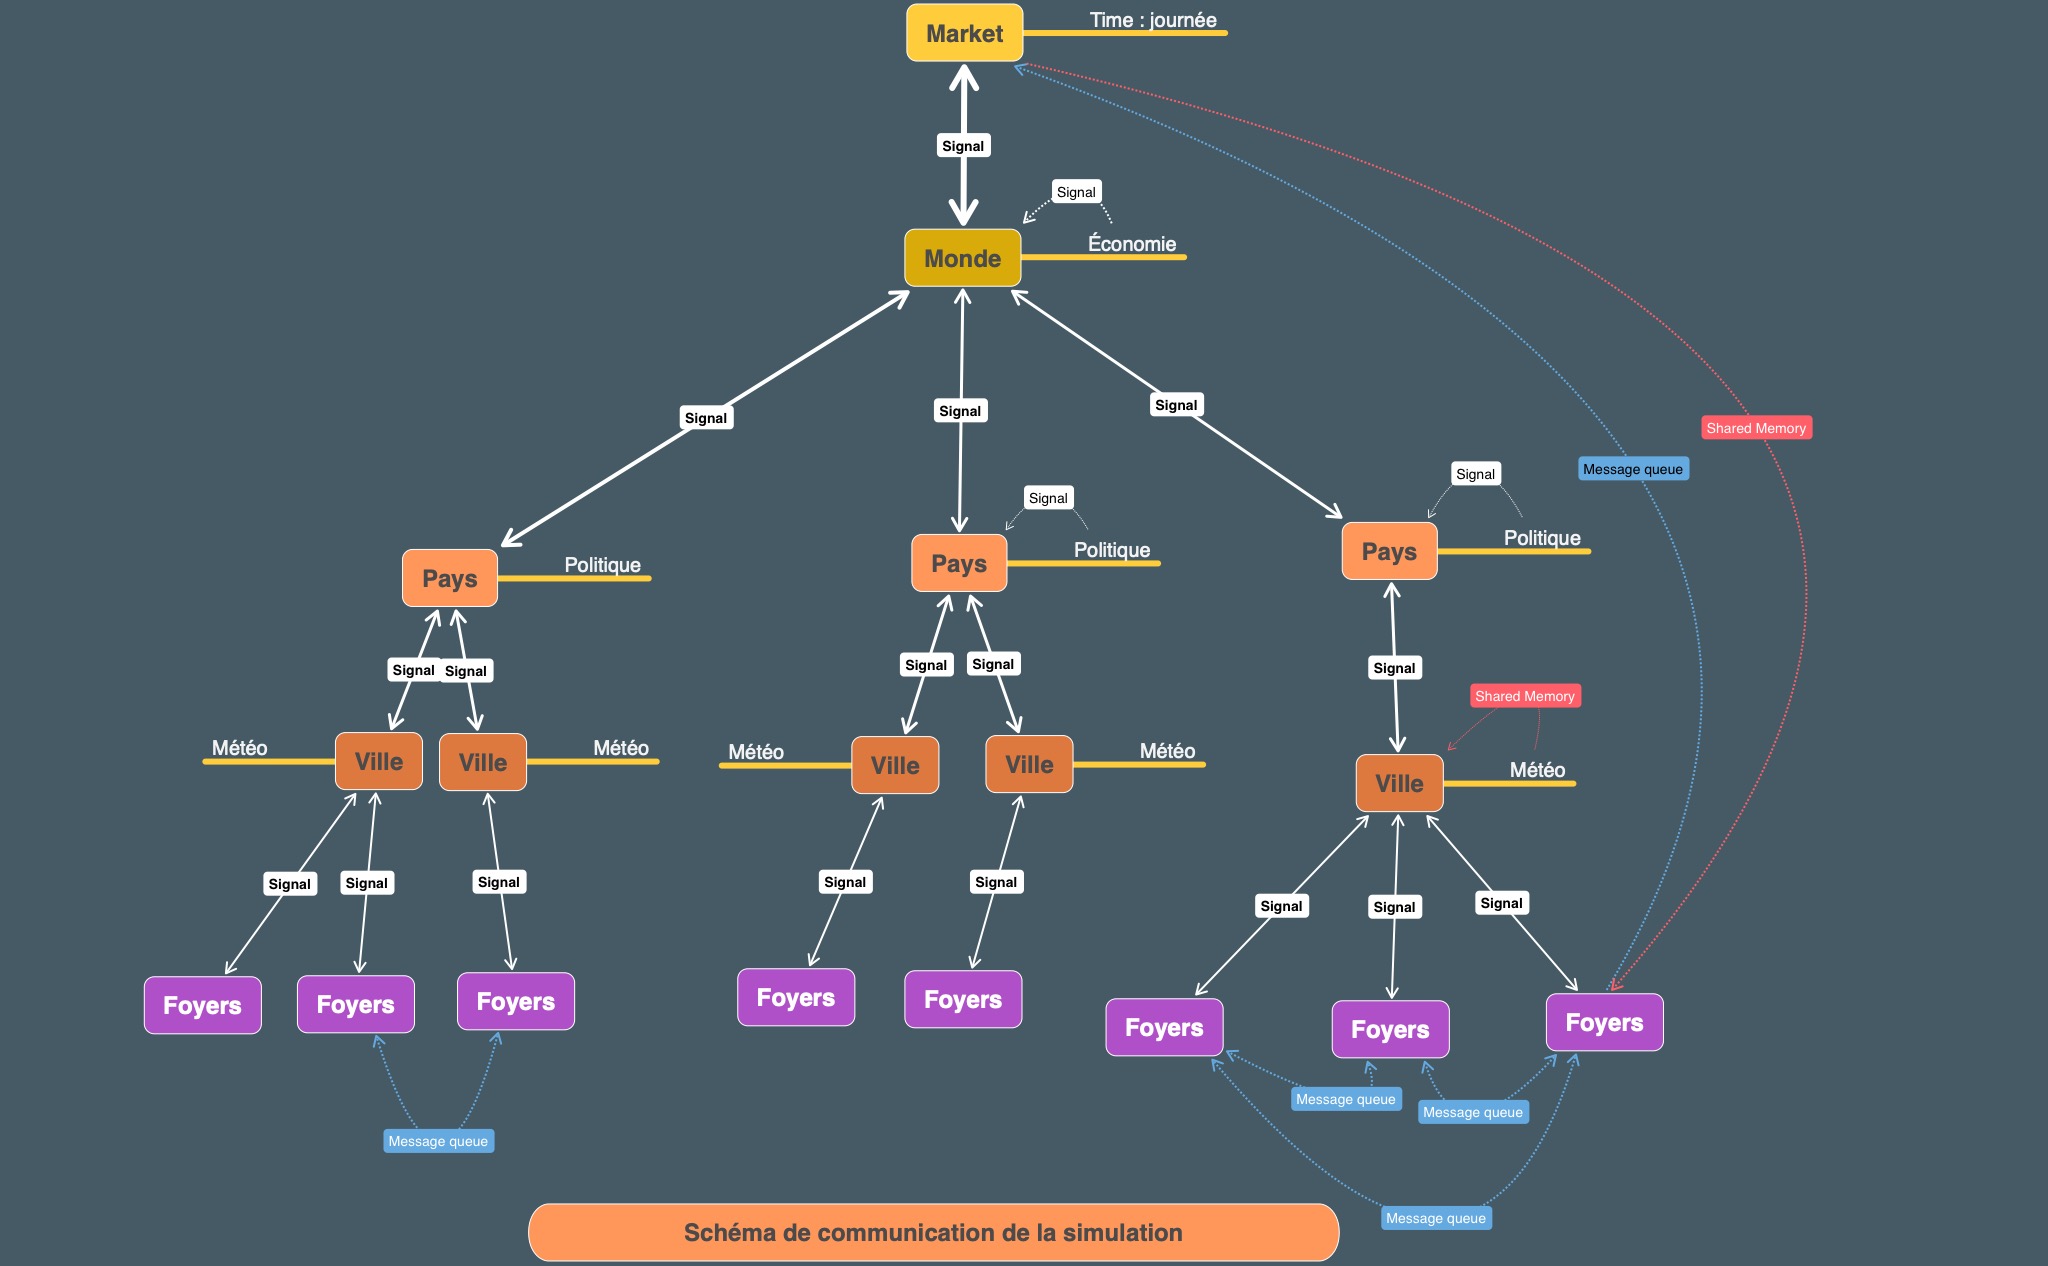 Market
Time : journée
Signal
Signal
Monde
Économie
Signal
Signal
Signal
Shared Memory
Message queue
Signal
Signal
Pays
Politique
Pays
Politique
Pays
Politique
Signal
Signal
Signal
Signal
Signal
Shared Memory
Météo
Ville
Ville
Météo
Météo
Ville
Ville
Météo
Ville
Météo
Signal
Signal
Signal
Signal
Signal
Signal
Signal
Signal
Foyers
Foyers
Foyers
Foyers
Foyers
Foyers
Foyers
Foyers
Message queue
Message queue
Message queue
Message queue
Schéma de communication de la simulation